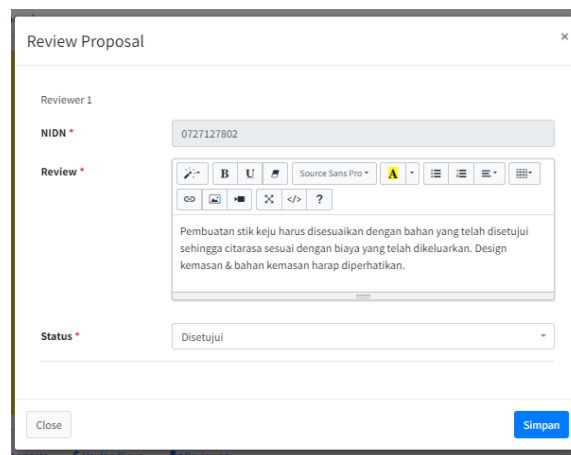 Review Proposal
×
Reviewer 1
NIDN *
0727127802
Review *
B U Source Sans Pro A
</> ?
Pembuatan stik keju harus disesuaikan dengan bahan yang telah disetujui
sehingga citarasa sesuai dengan biaya yang telah dikeluarkan. Design
kemasan & bahan kemasan harap diperhatikan.
Status *
Disetujui
Close
Simpan